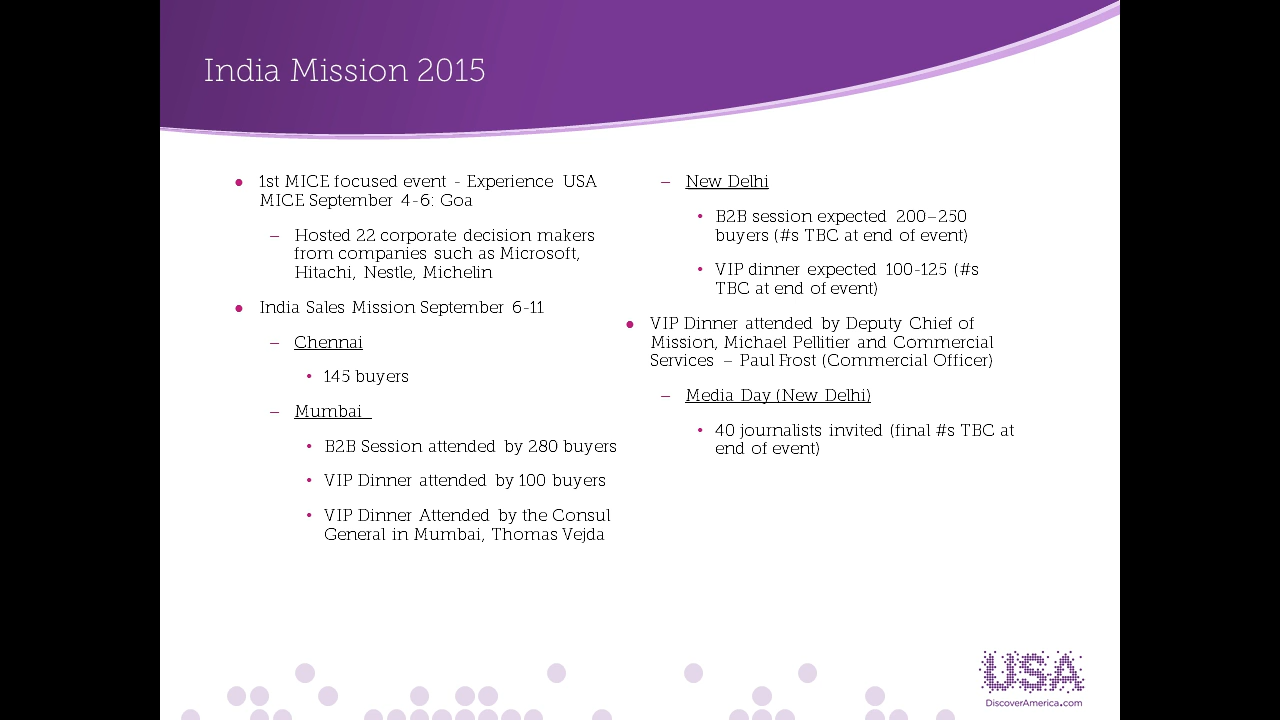 India Mission 2015
● 1st MICE focused event - Experience USA
MICE September 4-6: Goa
– Hosted 22 corporate decision makers
from companies such as Microsoft,
Hitachi, Nestle, Michelin
● India Sales Mission September 6-11
– Chennai
• 145 buyers
– Mumbai
• B2B Session attended by 280 buyers
• VIP Dinner attended by 100 buyers
• VIP Dinner Attended by the Consul
General in Mumbai, Thomas Vejda
– New Delhi
• B2B session expected 200–250
buyers (#s TBC at end of event)
• VIP dinner expected 100-125 (#s
TBC at end of event)
● VIP Dinner attended by Deputy Chief of
Mission, Michael Pellitier and Commercial
Services – Paul Frost (Commercial Officer)
– Media Day (New Delhi)
• 40 journalists invited (final #s TBC at
end of event)
USA
DiscoverAmerica.com